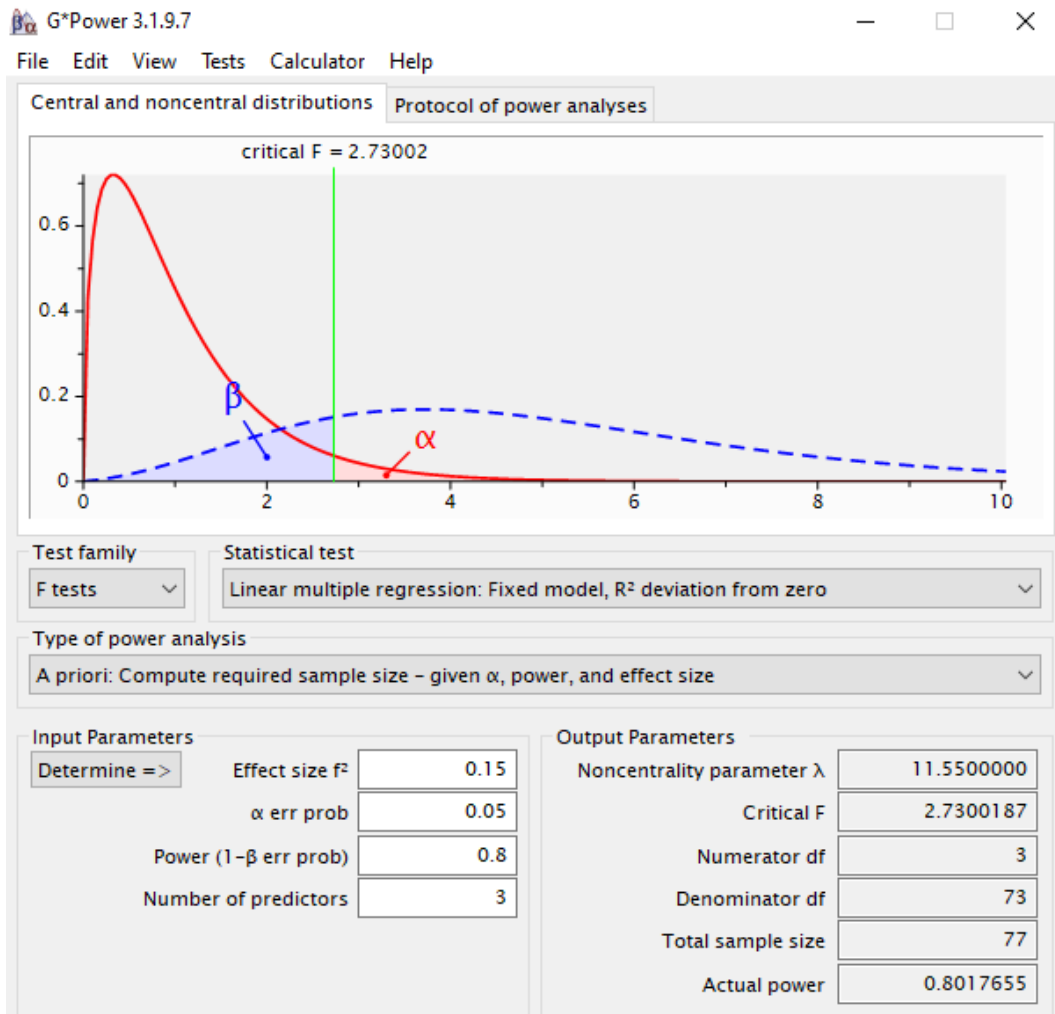 G*Power 3.1.9.7
File Edit View Tests Calculator Help
Central and noncentral distributions Protocol of power analyses
critical F = 2.73002
0.6
0.4
0.2
0
β
α
0 2 4 6 8 10
Test family Statistical test
F tests Linear multiple regression: Fixed model, R² deviation from zero
Type of power analysis
A priori: Compute required sample size – given α, power, and effect size
Input Parameters Output Parameters
Determine => Effect size f² 0.15 Noncentrality parameter λ 11.5500000
α err prob 0.05 Critical F 2.7300187
Power (1–β err prob) 0.8 Numerator df 3
Number of predictors 3 Denominator df 73
Total sample size 77
Actual power 0.8017655